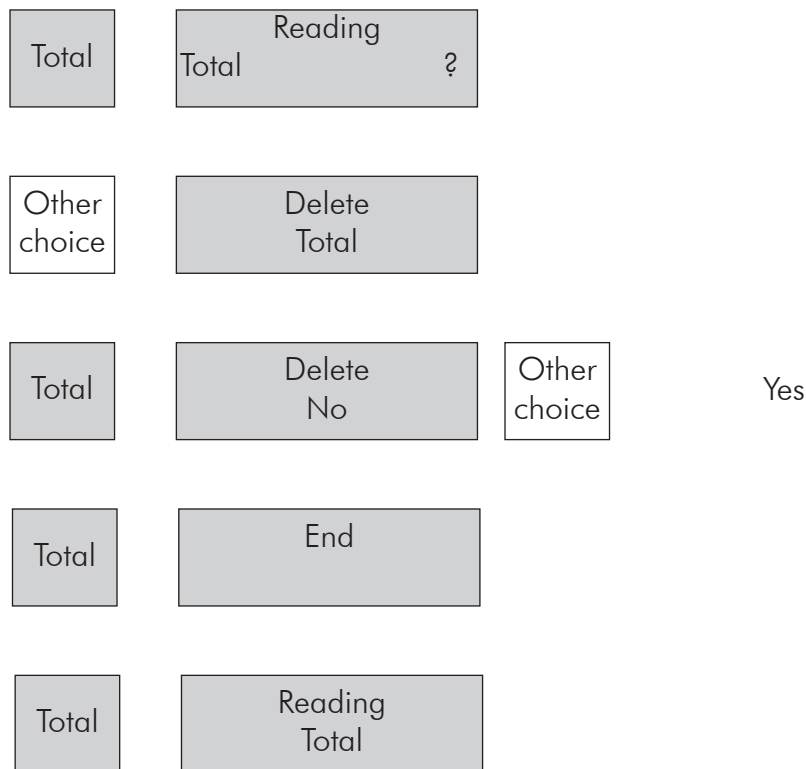 Total
Reading
Total ?
Other
choice
Delete
Total
Total
Delete
No
Other
choice
Yes
Total
End
Total
Reading
Total